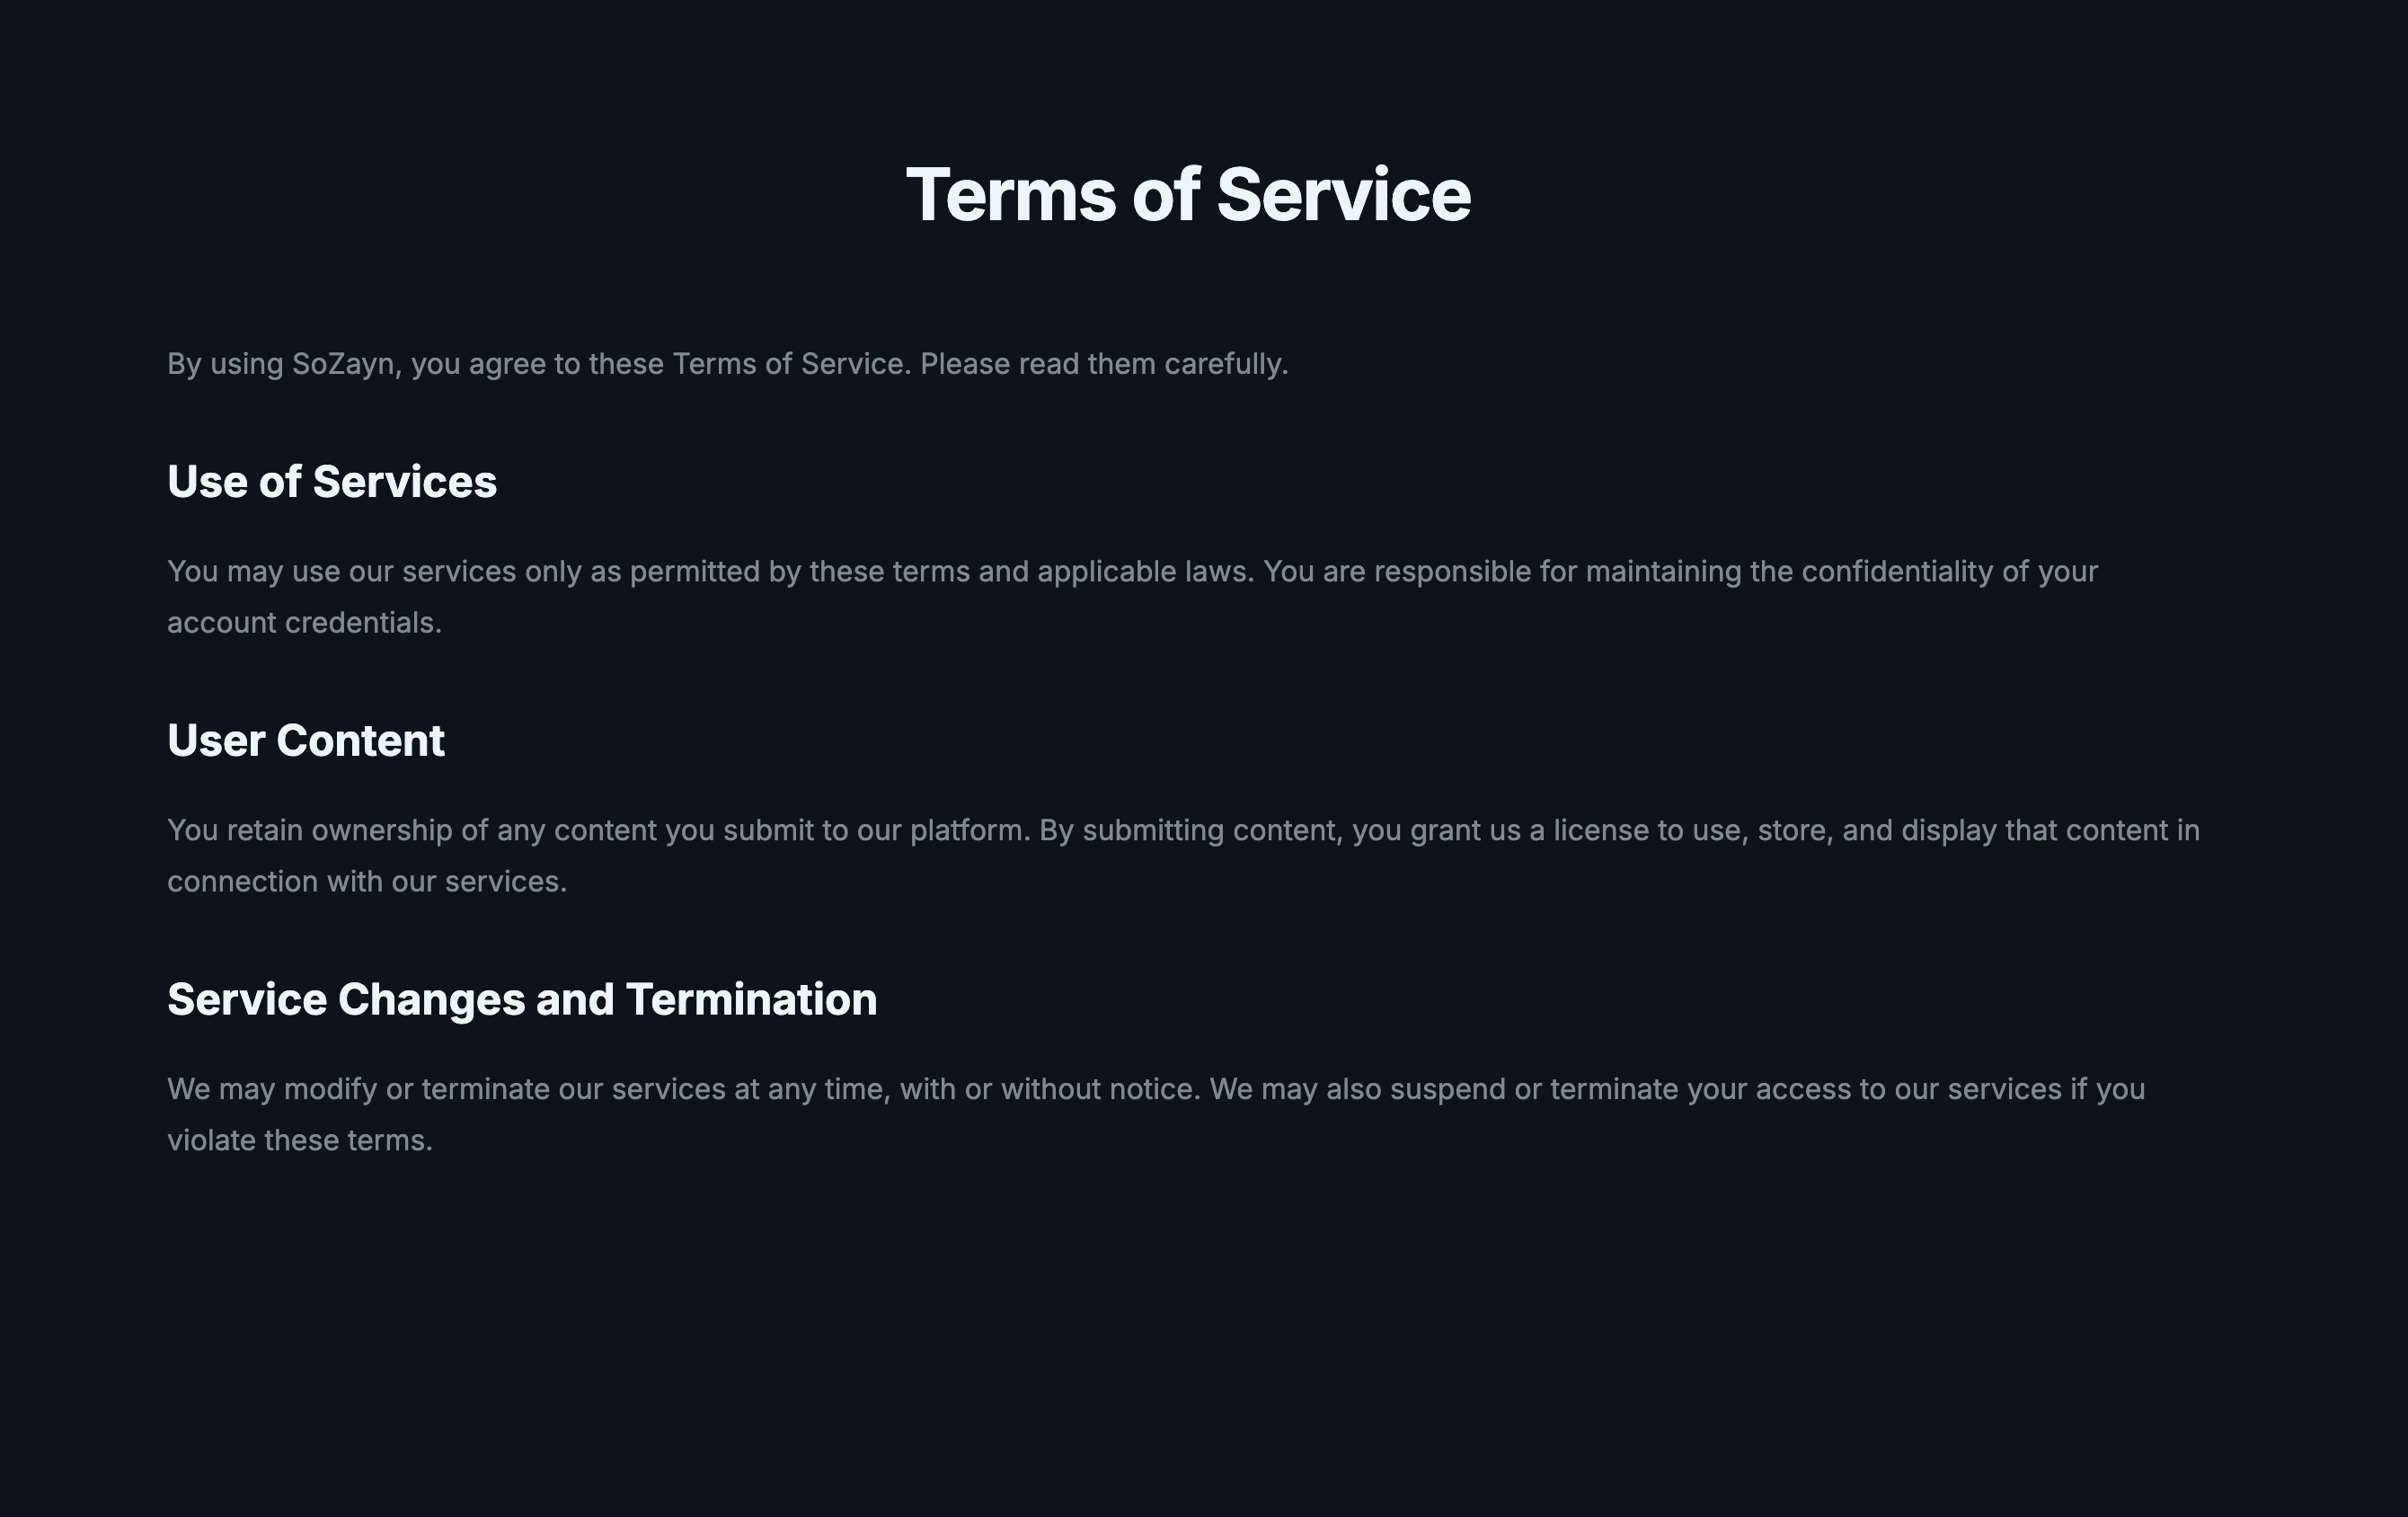 Terms of Service
By using SoZayn, you agree to these Terms of Service. Please read them carefully.
Use of Services
You may use our services only as permitted by these terms and applicable laws. You are responsible for maintaining the confidentiality of your
account credentials.
User Content
You retain ownership of any content you submit to our platform. By submitting content, you grant us a license to use, store, and display that content in
connection with our services.
Service Changes and Termination
We may modify or terminate our services at any time, with or without notice. We may also suspend or terminate your access to our services if you
violate these terms.